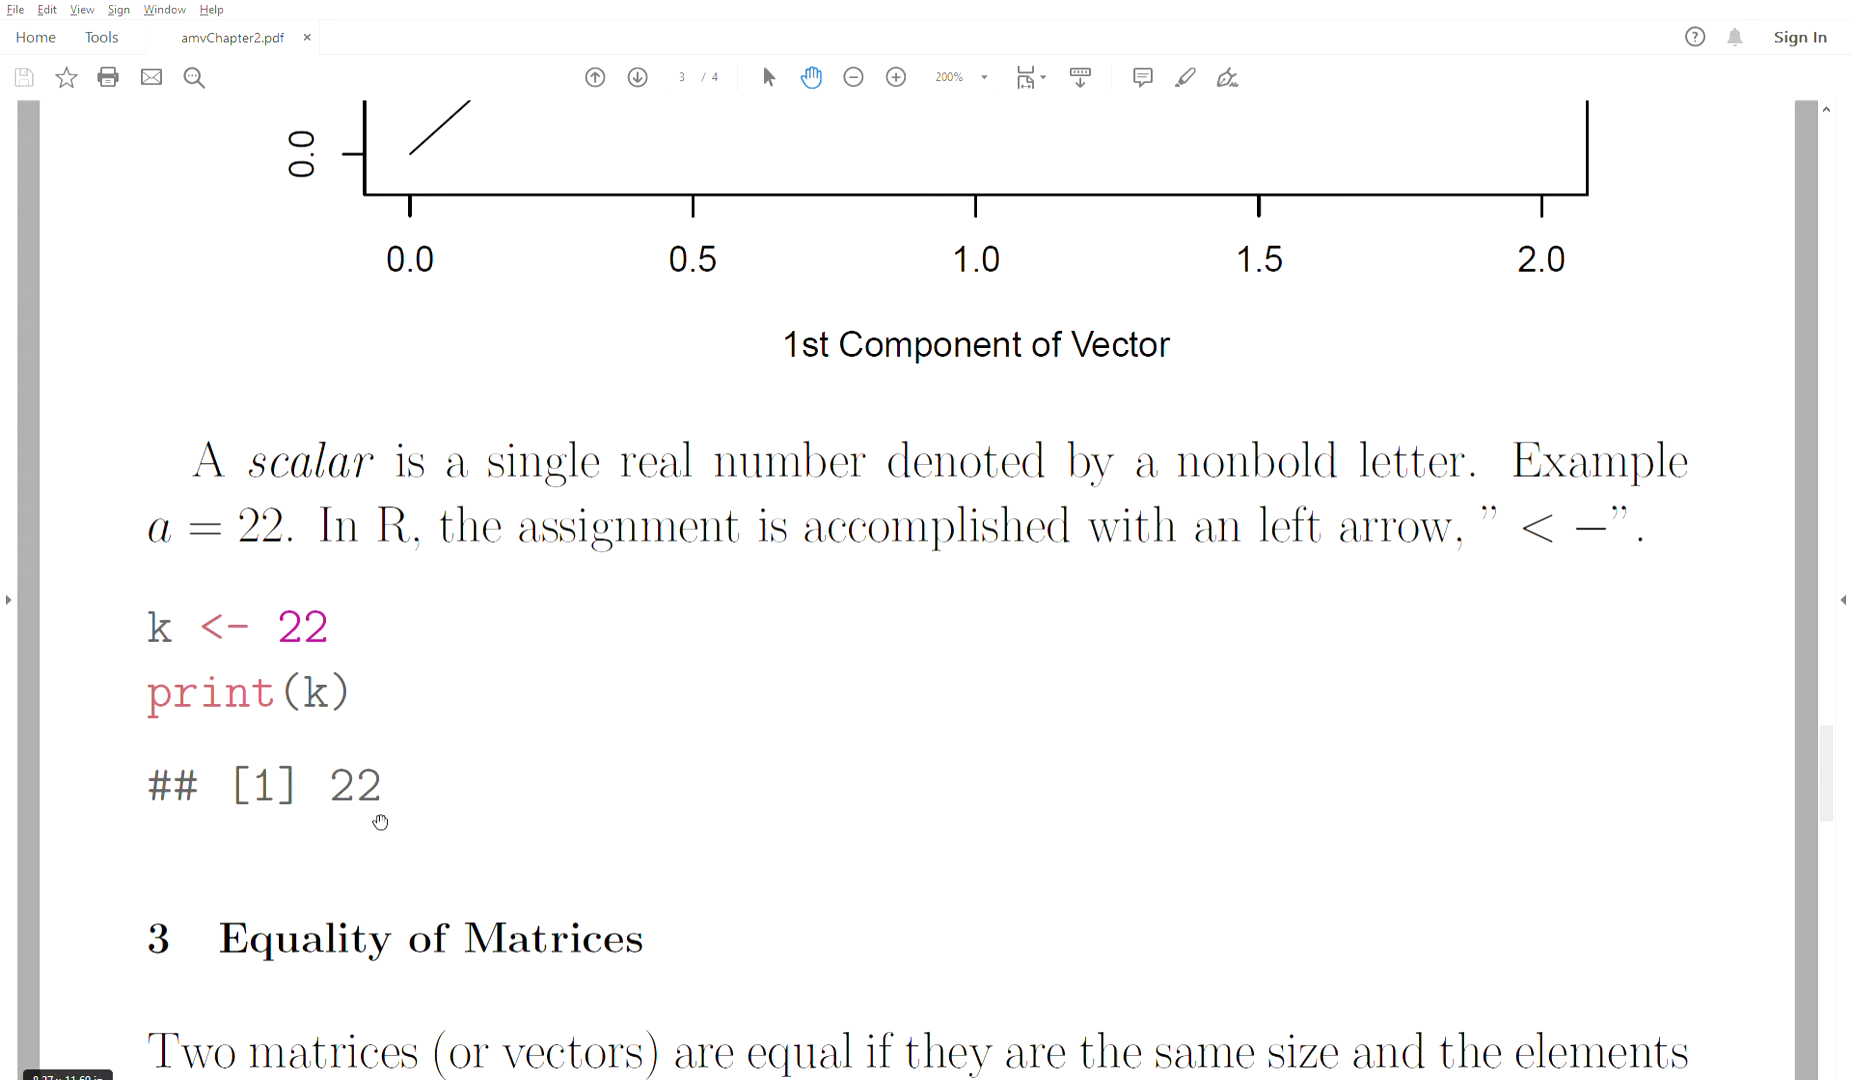 File Edit View Sign Window Help
Home Tools amvChapter2.pdf × Sign In
3 / 4 200%
0.0
0.0 0.5 1.0 1.5 2.0
1st Component of Vector
A scalar is a single real number denoted by a nonbold letter. Example
a = 22. In R, the assignment is accomplished with an left arrow, ” < −”.
k <- 22
print(k)
## [1] 22
3 Equality of Matrices
Two matrices (or vectors) are equal if they are the same size and the elements